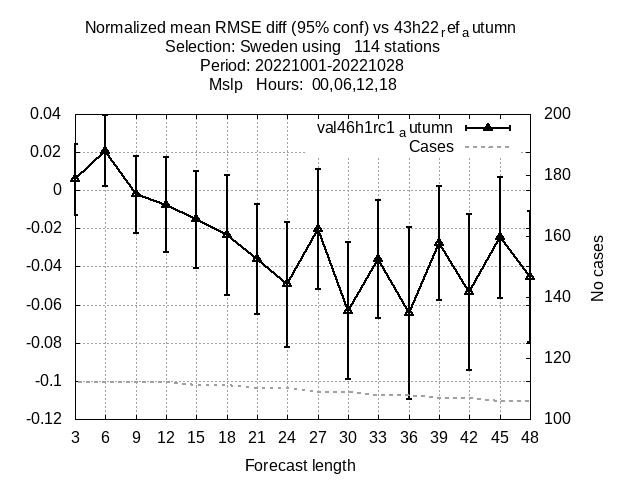 Normalized mean RMSE diff (95% conf) vs 43h22refautumn
Selection: Sweden using 114 stations
Period: 20221001-20221028
Mslp Hours: 00,06,12,18
val46h1rc1autumn
Cases
0.04
0.02
0
-0.02
-0.04
-0.06
-0.08
-0.1
-0.12
200
180
160
140
120
100
No cases
3 6 9 12 15 18 21 24 27 30 33 36 39 42 45 48
Forecast length